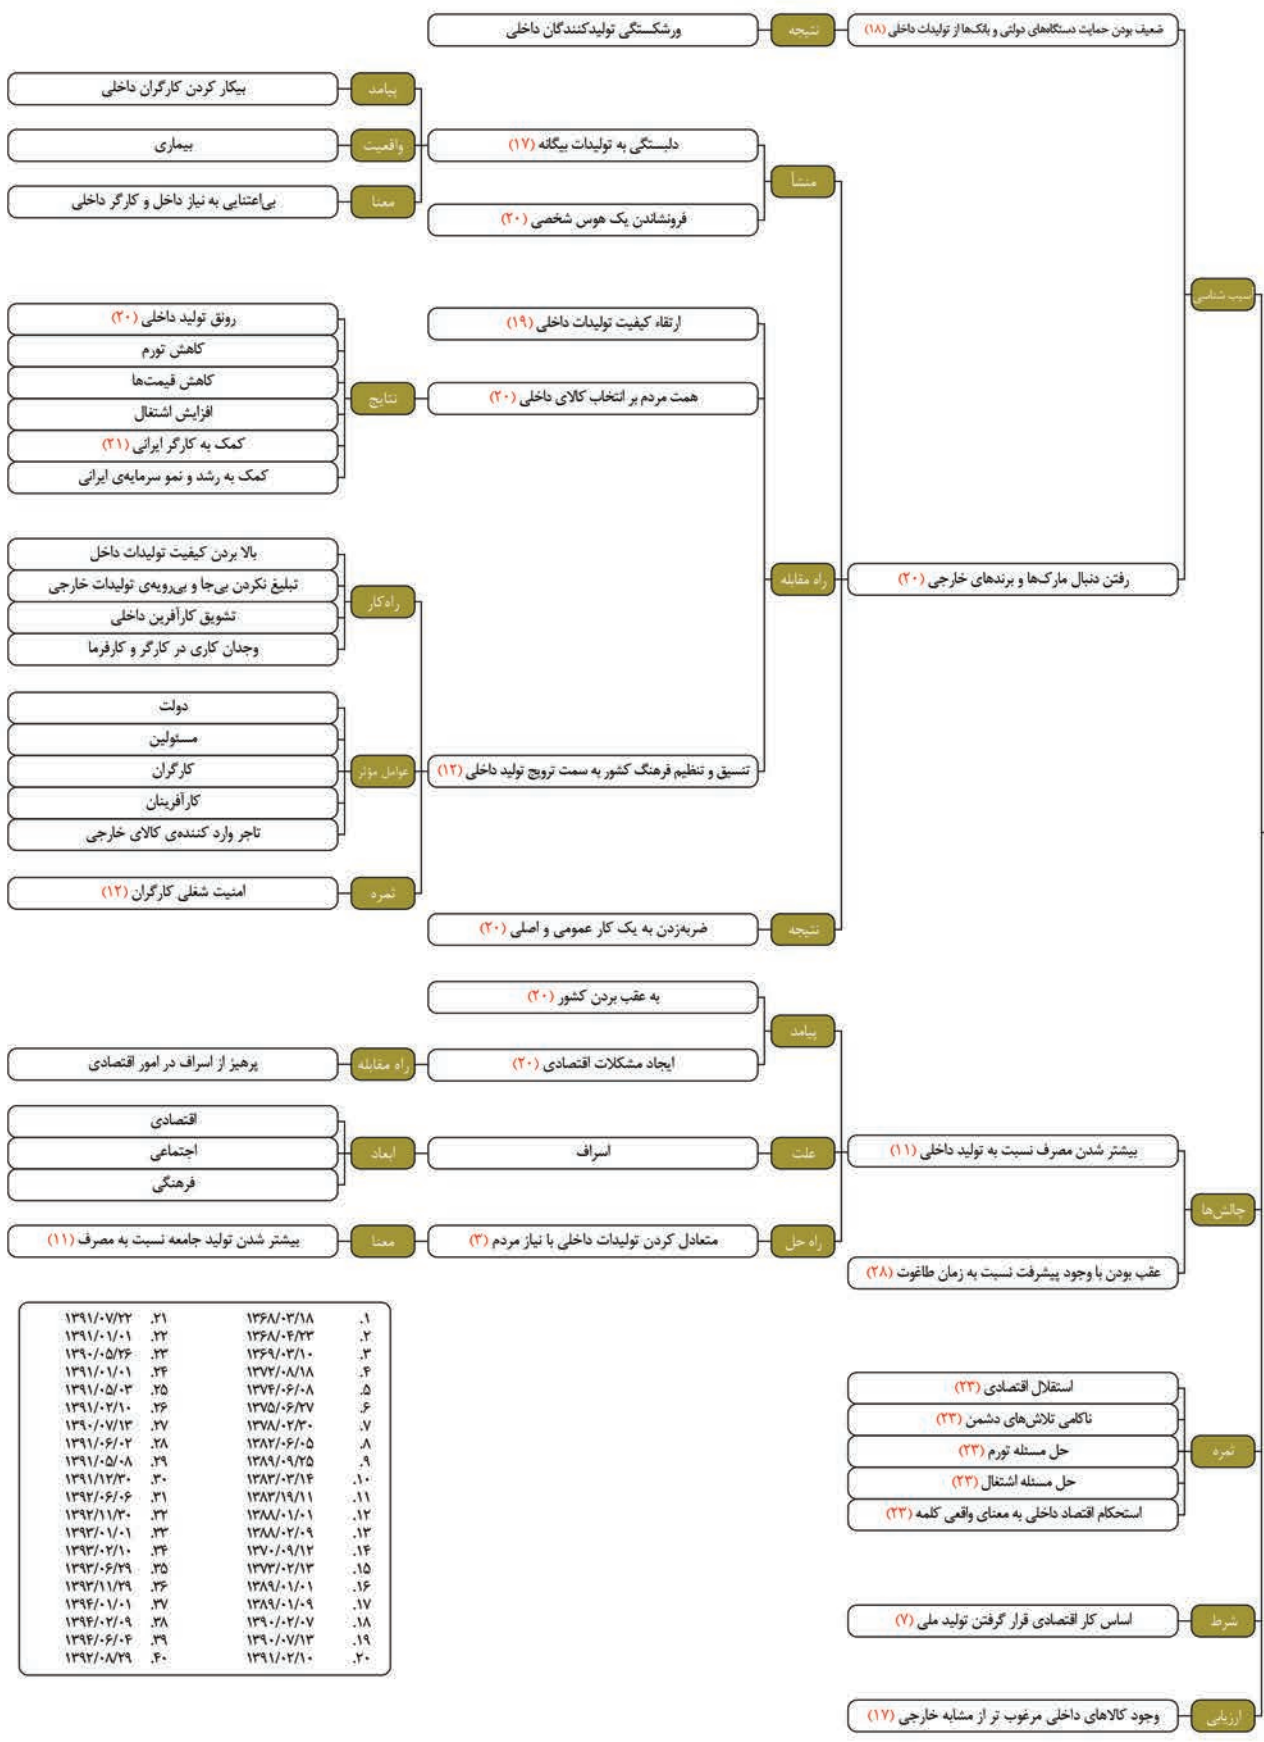 آسیب شناسی
ضعیف بودن حمایت دستگاه‌های دولتی و بانک‌ها از تولیدات داخلی (۱۸)
نتیجه
ورشکستگی تولیدکنندگان داخلی
رفتن دنبال مارک‌ها و برندهای خارجی (۲۰)
منشأ
دلبستگی به تولیدات بیگانه (۱۷)
پیامد
بیکار کردن کارگران داخلی
واقعیت
بیماری
معنا
بی‌اعتنایی به نیاز داخل و کارگر داخلی
فرونشاندن یک هوس شخصی (۲۰)
راه مقابله
ارتقاء کیفیت تولیدات داخلی (۱۹)
همت مردم بر انتخاب کالای داخلی (۲۰)
نتایج
رونق تولید داخلی (۲۰)
کاهش تورم
کاهش قیمت‌ها
افزایش اشتغال
کمک به کارگر ایرانی (۲۱)
کمک به رشد و نمو سرمایه‌ی ایرانی
تنسیق و تنظیم فرهنگ کشور به سمت ترویج تولید داخلی (۱۲)
راه‌کار
بالا بردن کیفیت تولیدات داخل
تبلیغ نکردن بی‌جا و بی‌رویه‌ی تولیدات خارجی
تشویق کارآفرین داخلی
وجدان کاری در کارگر و کارفرما
عوامل مؤثر
دولت
مسئولین
کارگران
کارآفرینان
تاجر وارد کننده‌ی کالای خارجی
ثمره
امنیت شغلی کارگران (۱۲)
نتیجه
ضربه‌زدن به یک کار عمومی و اصلی (۲۰)
چالش‌ها
بیشتر شدن مصرف نسبت به تولید داخلی (۱۱)
پیامد
به عقب بردن کشور (۲۰)
ایجاد مشکلات اقتصادی (۲۰)
راه مقابله
پرهیز از اسراف در امور اقتصادی
علت
اسراف
ابعاد
اقتصادی
اجتماعی
فرهنگی
راه حل
متعادل کردن تولیدات داخلی با نیاز مردم (۳)
معنا
بیشتر شدن تولید جامعه نسبت به مصرف (۱۱)
عقب بودن با وجود پیشرفت نسبت به زمان طاغوت (۲۸)
ثمره
استقلال اقتصادی (۲۳)
ناکامی تلاش‌های دشمن (۲۳)
حل مسئله تورم (۲۳)
حل مسئله اشتغال (۲۳)
استحکام اقتصاد داخلی به معنای واقعی کلمه (۲۳)
شرط
اساس کار اقتصادی قرار گرفتن تولید ملی (۷)
ارزیابی
وجود کالاهای داخلی مرغوب تر از مشابه خارجی (۱۷)
۱. ۱۳۶۸/۰۳/۱۸
۲. ۱۳۶۸/۰۴/۲۳
۳. ۱۳۶۹/۰۳/۱۰
۴. ۱۳۷۲/۰۸/۱۸
۵. ۱۳۷۴/۰۶/۰۸
۶. ۱۳۷۵/۰۶/۲۷
۷. ۱۳۷۸/۰۲/۳۰
۸. ۱۳۸۲/۰۶/۰۵
۹. ۱۳۸۹/۰۹/۲۵
۱۰. ۱۳۸۳/۰۳/۱۴
۱۱. ۱۳۸۳/۱۹/۱۱
۱۲. ۱۳۸۸/۰۱/۰۱
۱۳. ۱۳۸۸/۰۲/۰۹
۱۴. ۱۳۷۰/۰۹/۱۲
۱۵. ۱۳۷۳/۰۲/۱۳
۱۶. ۱۳۸۹/۰۱/۰۱
۱۷. ۱۳۸۹/۰۱/۰۹
۱۸. ۱۳۹۰/۰۲/۰۷
۱۹. ۱۳۹۰/۰۷/۱۳
۲۰. ۱۳۹۱/۰۲/۱۰
۲۱. ۱۳۹۱/۰۷/۲۲
۲۲. ۱۳۹۱/۰۱/۰۱
۲۳. ۱۳۹۰/۰۵/۲۶
۲۴. ۱۳۹۱/۰۱/۰۱
۲۵. ۱۳۹۱/۰۵/۰۳
۲۶. ۱۳۹۱/۰۲/۱۰
۲۷. ۱۳۹۰/۰۷/۱۳
۲۸. ۱۳۹۱/۰۶/۰۲
۲۹. ۱۳۹۱/۰۵/۰۸
۳۰. ۱۳۹۱/۱۲/۳۰
۳۱. ۱۳۹۲/۰۶/۰۶
۳۲. ۱۳۹۲/۱۱/۳۰
۳۳. ۱۳۹۳/۰۱/۰۱
۳۴. ۱۳۹۳/۰۲/۱۰
۳۵. ۱۳۹۳/۰۶/۲۹
۳۶. ۱۳۹۳/۱۱/۲۹
۳۷. ۱۳۹۴/۰۱/۰۱
۳۸. ۱۳۹۴/۰۲/۰۹
۳۹. ۱۳۹۴/۰۶/۰۴
۴۰. ۱۳۹۲/۰۸/۲۹